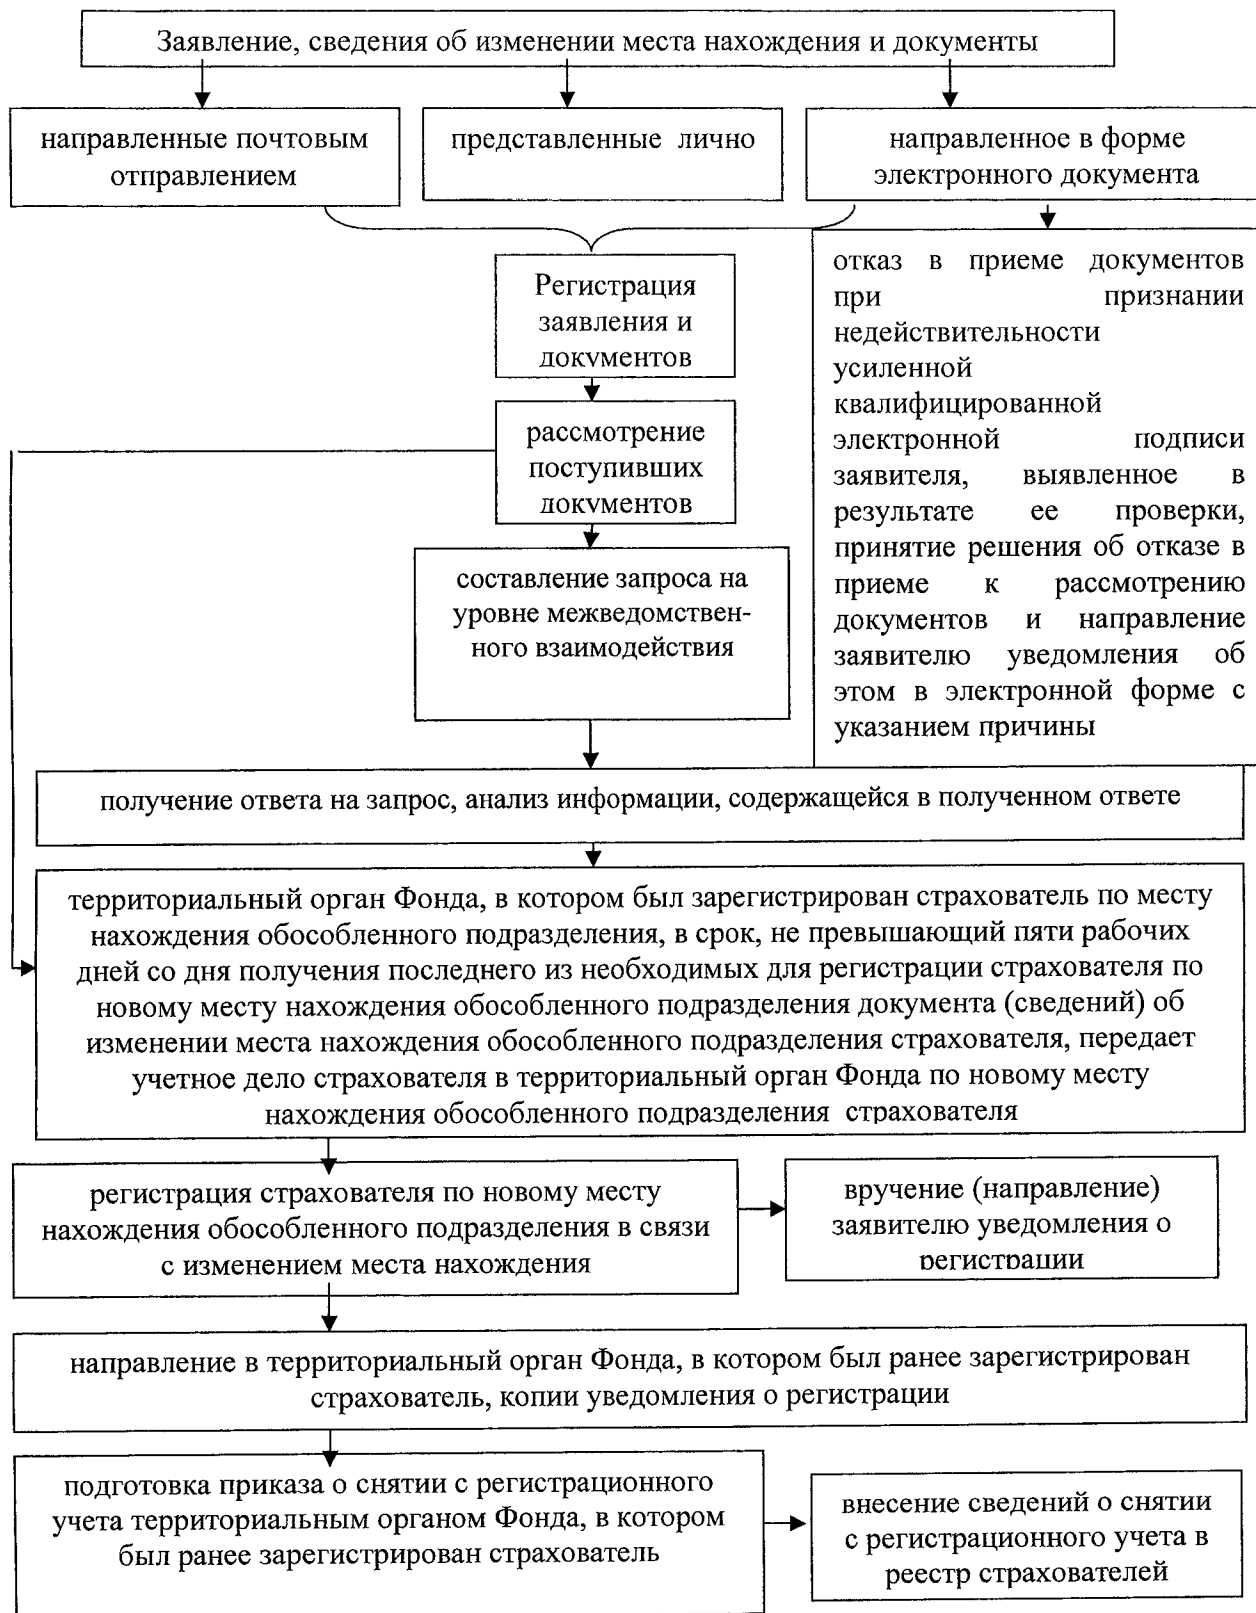 Заявление, сведения об изменении места нахождения и документы
направленные почтовым
отправлением
представленные лично
направленное в форме
электронного документа
Регистрация
заявления и
документов
отказ в приеме документов
при признании
недействительности
усиленной
квалифицированной
электронной подписи
заявителя, выявленное в
результате ее проверки,
принятие решения об отказе в
приеме к рассмотрению
документов и направление
заявителю уведомления об
этом в электронной форме с
указанием причины
рассмотрение
поступивших
документов
составление запроса на
уровне межведомствен-
ного взаимодействия
получение ответа на запрос, анализ информации, содержащейся в полученном ответе
территориальный орган Фонда, в котором был зарегистрирован страхователь по месту
нахождения обособленного подразделения, в срок, не превышающий пяти рабочих
дней со дня получения последнего из необходимых для регистрации страхователя по
новому месту нахождения обособленного подразделения документа (сведений) об
изменении места нахождения обособленного подразделения страхователя, передает
учетное дело страхователя в территориальный орган Фонда по новому месту
нахождения обособленного подразделения страхователя
регистрация страхователя по новому месту
нахождения обособленного подразделения в связи
с изменением места нахождения
вручение (направление)
заявителю уведомления о
регистрации
направление в территориальный орган Фонда, в котором был ранее зарегистрирован
страхователь, копии уведомления о регистрации
подготовка приказа о снятии с регистрационного
учета территориальным органом Фонда, в котором
был ранее зарегистрирован страхователь
внесение сведений о снятии
с регистрационного учета в
реестр страхователей